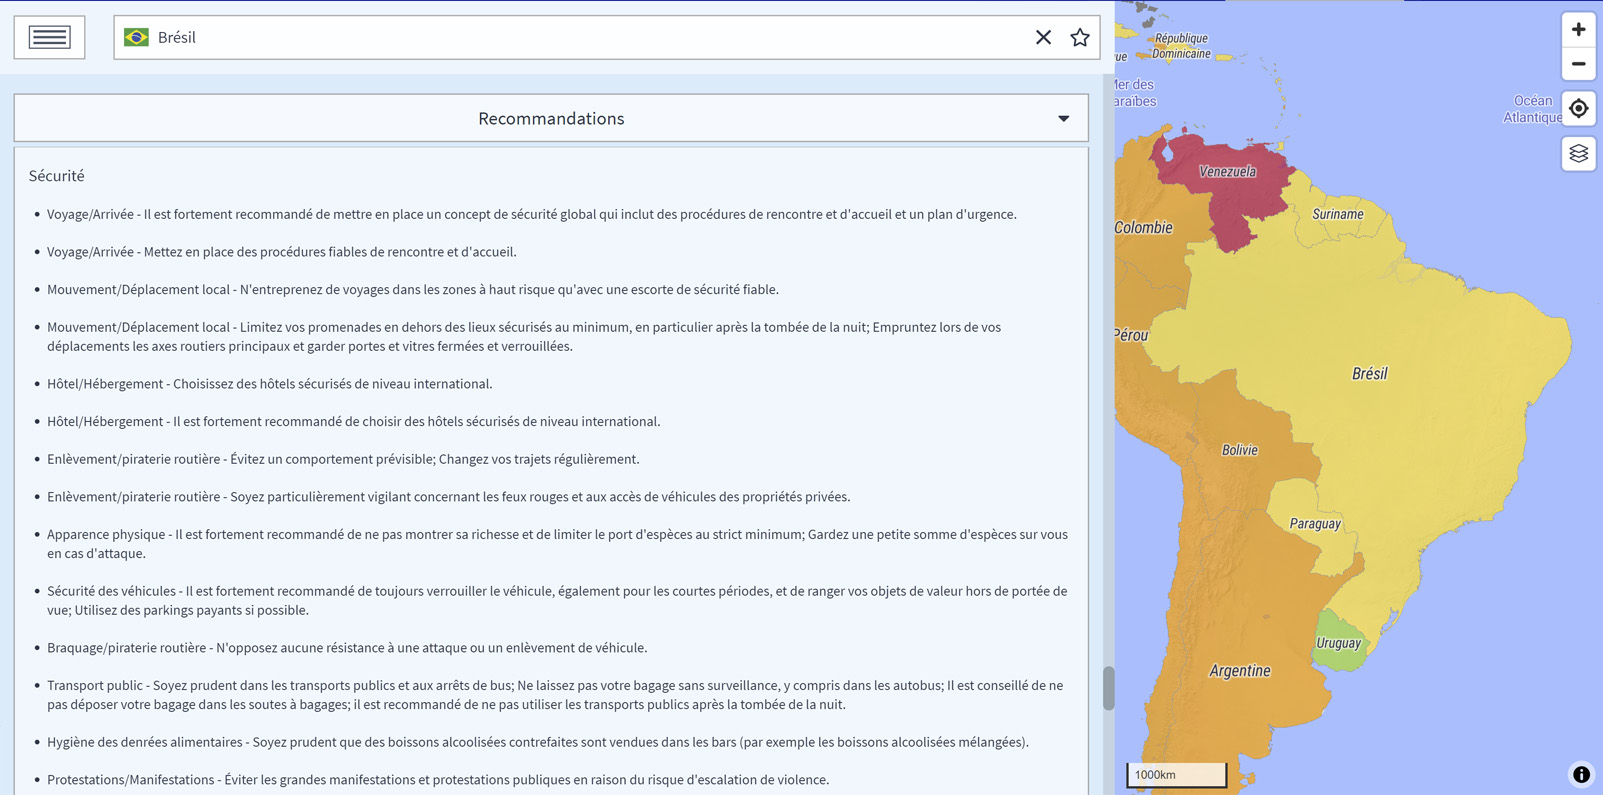 Brésil
Recommandations
Sécurité
• Voyage/Arrivée - Il est fortement recommandé de mettre en place un concept de sécurité global qui inclut des procédures de rencontre et d'accueil et un plan d'urgence.
• Voyage/Arrivée - Mettez en place des procédures fiables de rencontre et d'accueil.
• Mouvement/Déplacement local - N'entreprenez de voyages dans les zones à haut risque qu'avec une escorte de sécurité fiable.
• Mouvement/Déplacement local - Limitez vos promenades en dehors des lieux sécurisés au minimum, en particulier après la tombée de la nuit; Empruntez lors de vos
déplacements les axes routiers principaux et garder portes et vitres fermées et verrouillées.
• Hôtel/Hébergement - Choisissez des hôtels sécurisés de niveau international.
• Hôtel/Hébergement - Il est fortement recommandé de choisir des hôtels sécurisés de niveau international.
• Enlèvement/piraterie routière - Évitez un comportement prévisible; Changez vos trajets régulièrement.
• Enlèvement/piraterie routière - Soyez particulièrement vigilant concernant les feux rouges et aux accès de véhicules des propriétés privées.
• Apparence physique - Il est fortement recommandé de ne pas montrer sa richesse et de limiter le port d'espèces au strict minimum; Gardez une petite somme d'espèces sur vous
en cas d'attaque.
• Sécurité des véhicules - Il est fortement recommandé de toujours verrouiller le véhicule, également pour les courtes périodes, et de ranger vos objets de valeur hors de portée de
vue; Utilisez des parkings payants si possible.
• Braquage/piraterie routière - N'opposez aucune résistance à une attaque ou un enlèvement de véhicule.
• Transport public - Soyez prudent dans les transports publics et aux arrêts de bus; Ne laissez pas votre bagage sans surveillance, y compris dans les autobus; Il est conseillé de ne
pas déposer votre bagage dans les soutes à bagages; il est recommandé de ne pas utiliser les transports publics après la tombée de la nuit.
• Hygiène des denrées alimentaires - Soyez prudent que des boissons alcoolisées contrefaites sont vendues dans les bars (par exemple les boissons alcoolisées mélangées).
• Protestations/Manifestations - Éviter les grandes manifestations et protestations publiques en raison du risque d'escalation de violence.
République
Dominicaine
ue
Mer des
araïbes
Océan
Atlantique
Venezuela
Suriname
Colombie
Pérou
Brésil
Bolivie
Paraguay
Uruguay
Argentine
1000km